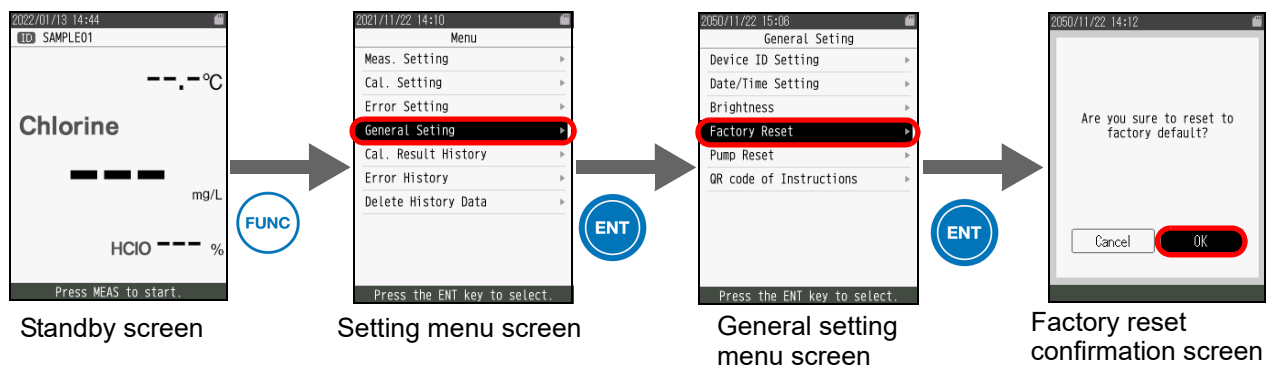 2022/01/13 14:44
ID SAMPLE01
--.-℃
Chlorine
---
mg/L
HClO --- %
Press MEAS to start.
Standby screen
FUNC
2021/11/22 14:10
Menu
Meas. Setting
Cal. Setting
Error Setting
General Seting
Cal. Result History
Error History
Delete History Data
Press the ENT key to select.
Setting menu screen
ENT
2050/11/22 15:06
General Seting
Device ID Setting
Date/Time Setting
Brightness
Factory Reset
Pump Reset
QR code of Instructions
Press the ENT key to select.
General setting
menu screen
ENT
2050/11/22 14:12
Are you sure to reset to
factory default?
Cancel OK
Factory reset
confirmation screen